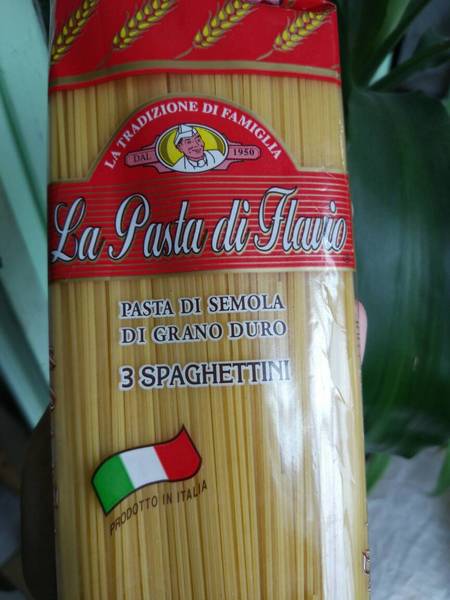 LA TRADIZIONE DI FAMIGLIA
DAL 1950
La Pasta di Flavio
PASTA DI SEMOLA
DI GRANO DURO
3 SPAGHETTINI
PRODOTTO IN ITALIA